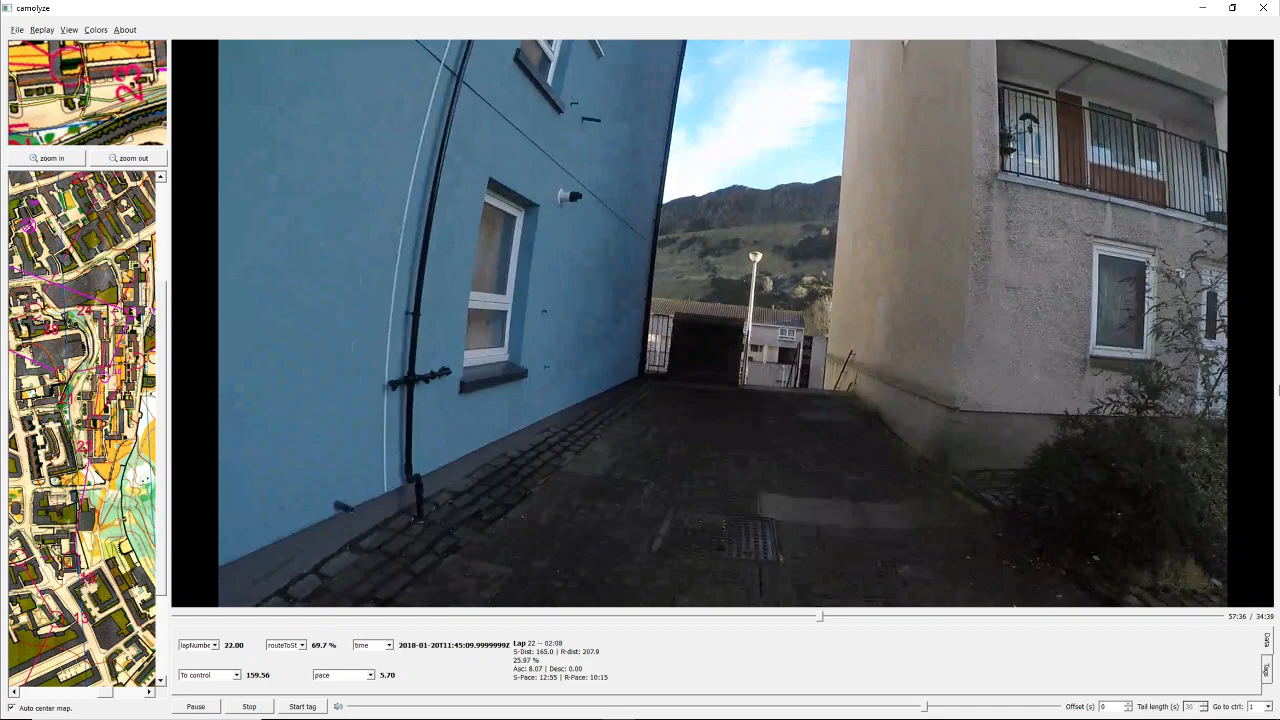 camolyze
File Replay View Colors About
zoom in zoom out
57:36 / 34:39
lapNumbe 22.00 routeToSt 69.7 % time 2018-01-20T11:45:09.9999999Z
Lap 22 -- 02:08
S-Dist: 165.0 | R-dist: 207.9
25.97 %
Asc: 8.07 | Desc: 0.00
S-Pace: 12:55 | R-Pace: 10:15
To control 159.56 pace 5.70
Data
Tags
Auto center map.
Pause Stop Start tag
Offset (s) 0 Tail length (s) 30 Go to ctrl: 1